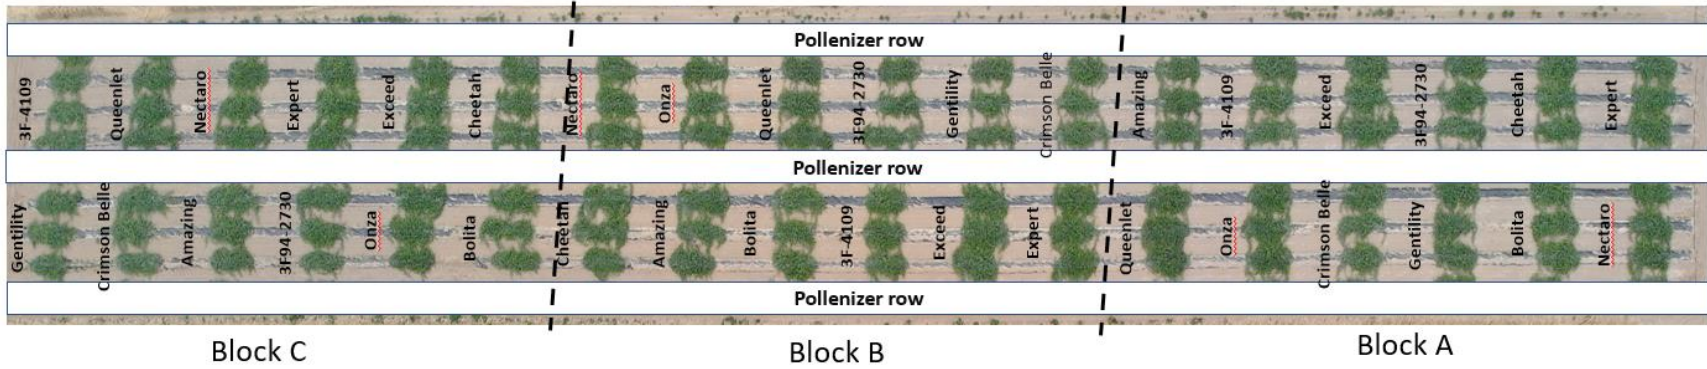 Pollenizer row
3F-4109
Queenlet
Nectaro
Expert
Exceed
Cheetah
Nectaro
Onza
Queenlet
3F94-2730
Gentility
Crimson Belle
Amazing
3F-4109
Exceed
3F94-2730
Cheetah
Expert
Pollenizer row
Gentility
Crimson Belle
Amazing
3F94-2730
Onza
Bolita
Cheetah
Amazing
Bolita
3F-4109
Exceed
Expert
Queenlet
Onza
Crimson Belle
Gentility
Bolita
Nectaro
Pollenizer row
Block C
Block B
Block A